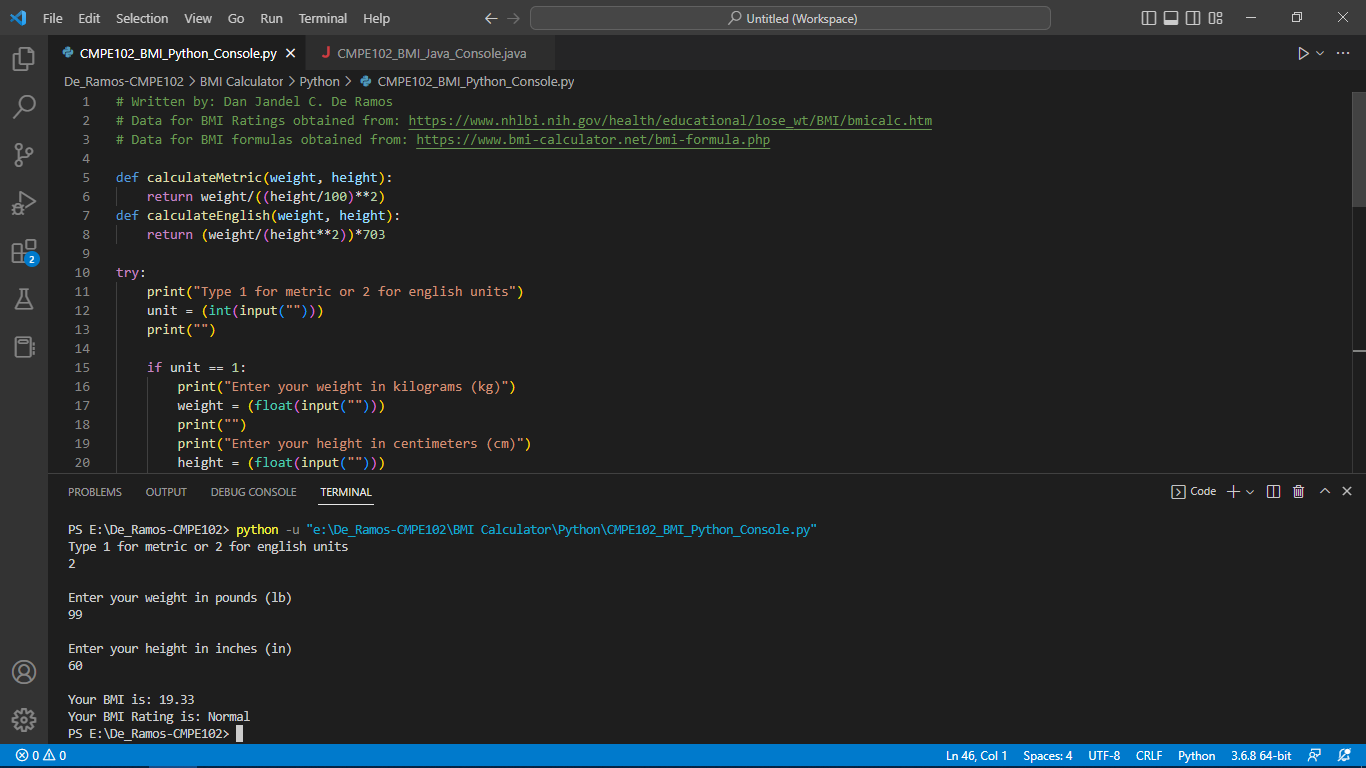 File Edit Selection View Go Run Terminal Help Untitled (Workspace)
CMPE102_BMI_Python_Console.py J CMPE102_BMI_Java_Console.java
De_Ramos-CMPE102 > BMI Calculator > Python > CMPE102_BMI_Python_Console.py
1 # Written by: Dan Jandel C. De Ramos
2 # Data for BMI Ratings obtained from: https://www.nhlbi.nih.gov/health/educational/lose_wt/BMI/bmicalc.htm
3 # Data for BMI formulas obtained from: https://www.bmi-calculator.net/bmi-formula.php
4
5 def calculateMetric(weight, height):
6 return weight/((height/100)**2)
7 def calculateEnglish(weight, height):
8 return (weight/(height**2))*703
9
10 try:
11 print("Type 1 for metric or 2 for english units")
12 unit = (int(input("")))
13 print("")
14
15 if unit == 1:
16 print("Enter your weight in kilograms (kg)")
17 weight = (float(input("")))
18 print("")
19 print("Enter your height in centimeters (cm)")
20 height = (float(input("")))
2
PROBLEMS OUTPUT DEBUG CONSOLE TERMINAL Code
PS E:\De_Ramos-CMPE102> python -u "e:\De_Ramos-CMPE102\BMI Calculator\Python\CMPE102_BMI_Python_Console.py"
Type 1 for metric or 2 for english units
2
Enter your weight in pounds (lb)
99
Enter your height in inches (in)
60
Your BMI is: 19.33
Your BMI Rating is: Normal
PS E:\De_Ramos-CMPE102>
0 0 Ln 46, Col 1 Spaces: 4 UTF-8 CRLF Python 3.6.8 64-bit